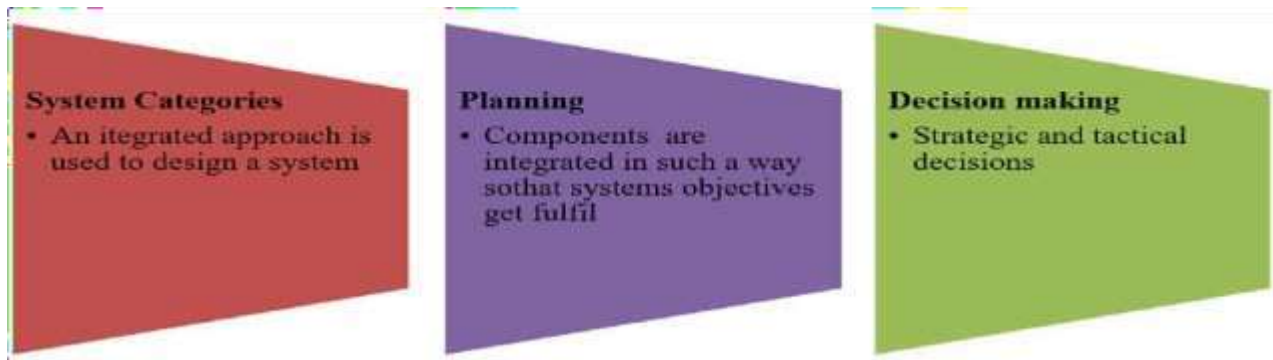 System Categories
• An itegrated approach is
used to design a system
Planning
• Components are
integrated in such a way
sothat systems objectives
get fulfil
Decision making
• Strategic and tactical
decisions